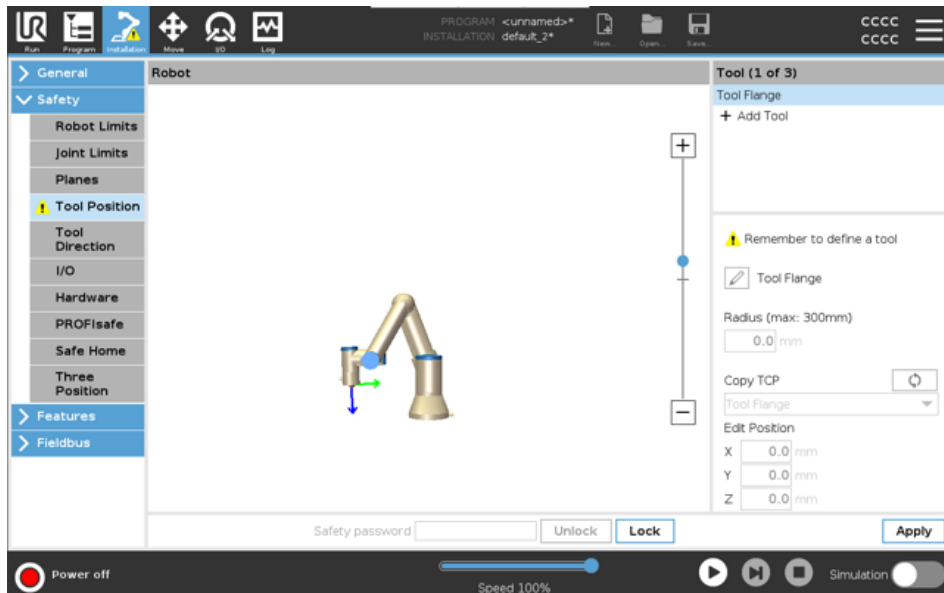 UR
PROGRAM <unnamed>*
INSTALLATION default_2*
CCCC
CCCC
Run
Program
Installation
Move
I/O
Log
New...
Open...
Save...
General
Safety
Robot Limits
Joint Limits
Planes
Tool Position
Tool
Direction
I/O
Hardware
PROFIsafe
Safe Home
Three
Position
Features
Fieldbus
Robot
Tool (1 of 3)
Tool Flange
+ Add Tool
Remember to define a tool
Tool Flange
Radius (max: 300mm)
0.0 mm
Copy TCP
Tool Flange
Edit Position
X 0.0 mm
Y 0.0 mm
Z 0.0 mm
Safety password
Unlock
Lock
Apply
Power off
Speed 100%
Simulation